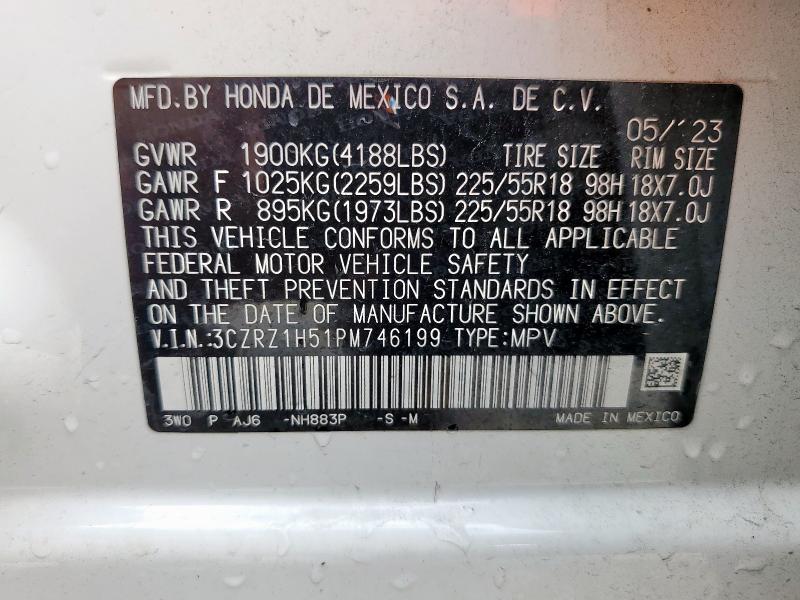 MFD.BY HONDA DE MEXICO S.A. DE C.V.
05/'23
GVWR 1900KG(4188LBS) TIRE SIZE RIM SIZE
GAWR F 1025KG(2259LBS) 225/55R18 98H 18X7.0J
GAWR R 895KG(1973LBS) 225/55R18 98H 18X7.0J
THIS VEHICLE CONFORMS TO ALL APPLICABLE
FEDERAL MOTOR VEHICLE SAFETY
AND THEFT PREVENTION STANDARDS IN EFFECT
ON THE DATE OF MANUFACTURE SHOWN ABOVE.
V.I.N.:3CZRZ1H51PM746199 TYPE:MPV
3W0 P AJ6 -NH883P -S -M MADE IN MEXICO